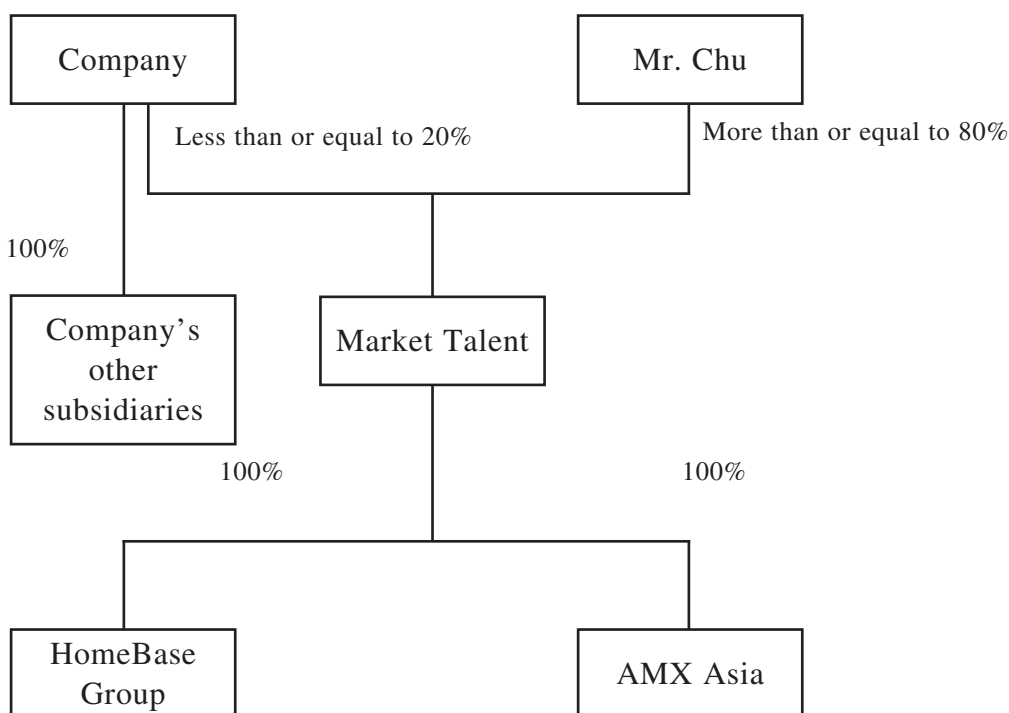 Company
Mr. Chu
Less than or equal to 20%
More than or equal to 80%
100%
Company’s
other
subsidiaries
Market Talent
100%
100%
HomeBase
Group
AMX Asia